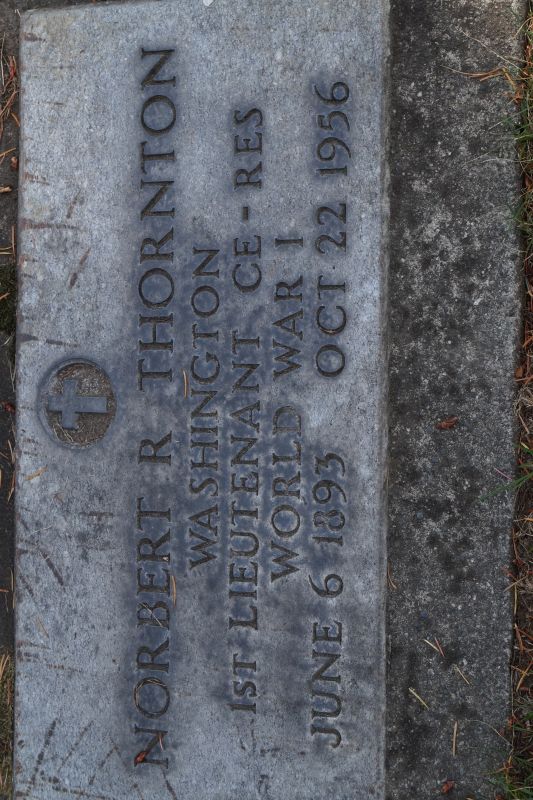 NORBERT R THORNTON
WASHINGTON
1ST LIEUTENANT CE-RES
WORLD WAR I
JUNE 6 1893 OCT 22 1956